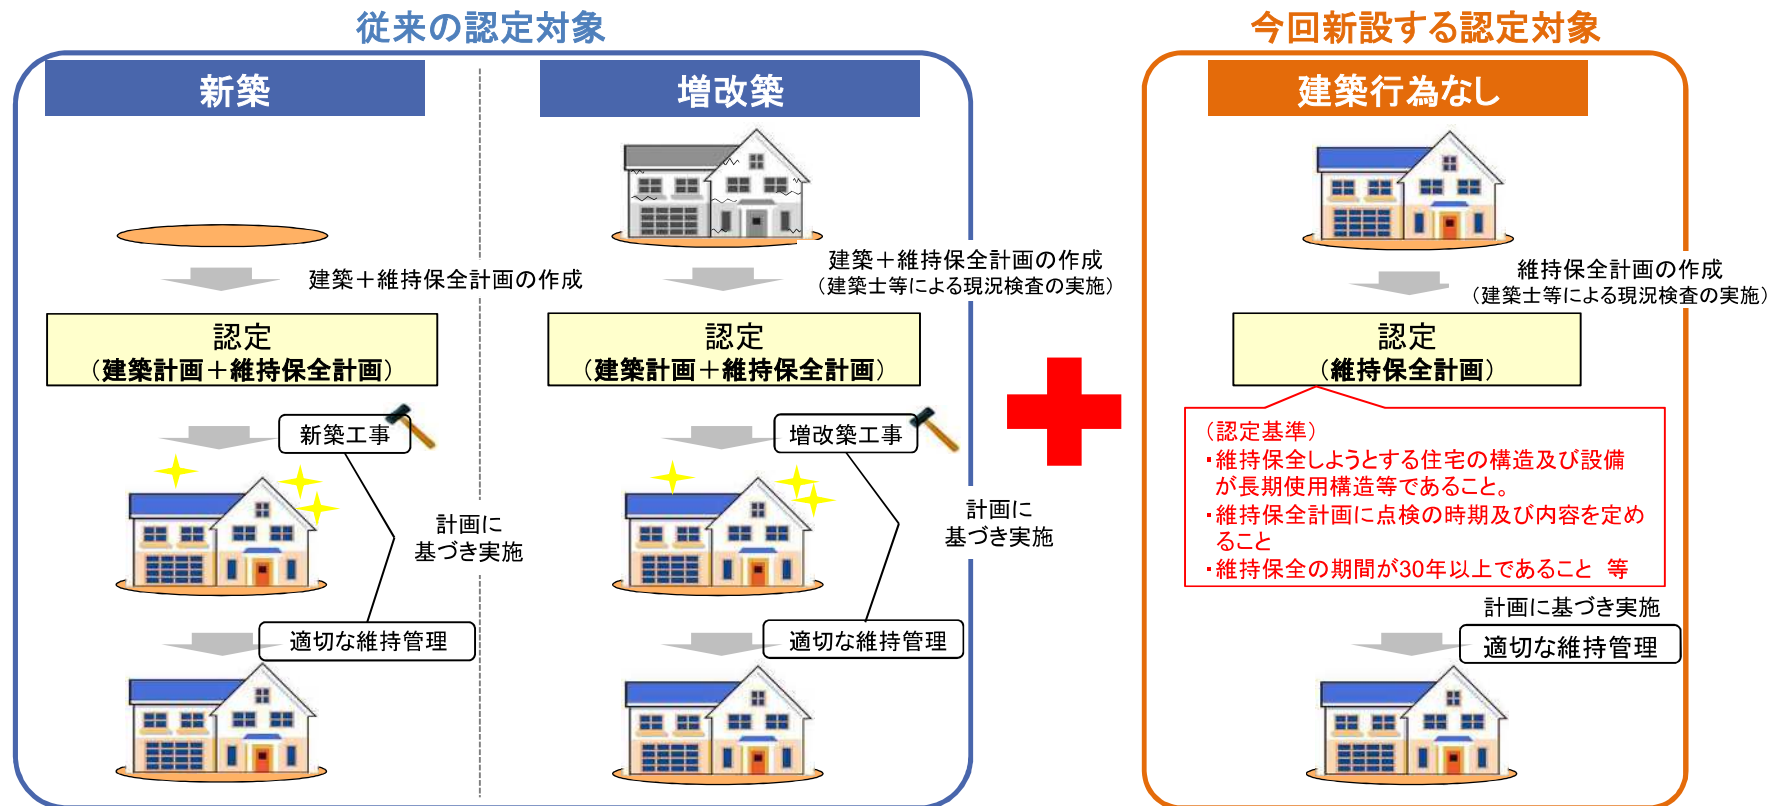 従来の認定対象
新築
建築＋維持保全計画の作成
認定
（建築計画＋維持保全計画）
新築工事
計画に
基づき実施
適切な維持管理
増改築
建築＋維持保全計画の作成
（建築士等による現況検査の実施）
認定
（建築計画＋維持保全計画）
増改築工事
計画に
基づき実施
適切な維持管理
今回新設する認定対象
建築行為なし
維持保全計画の作成
（建築士等による現況検査の実施）
認定
（維持保全計画）
（認定基準）
・維持保全しようとする住宅の構造及び設備
が長期使用構造等であること。
・維持保全計画に点検の時期及び内容を定め
ること
・維持保全の期間が30年以上であること　等
計画に基づき実施
適切な維持管理